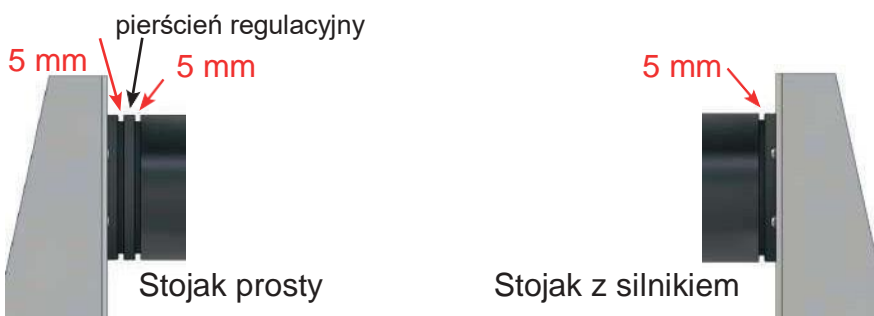 pierścień regulacyjny
5 mm
5 mm
5 mm
Stojak prosty
Stojak z silnikiem